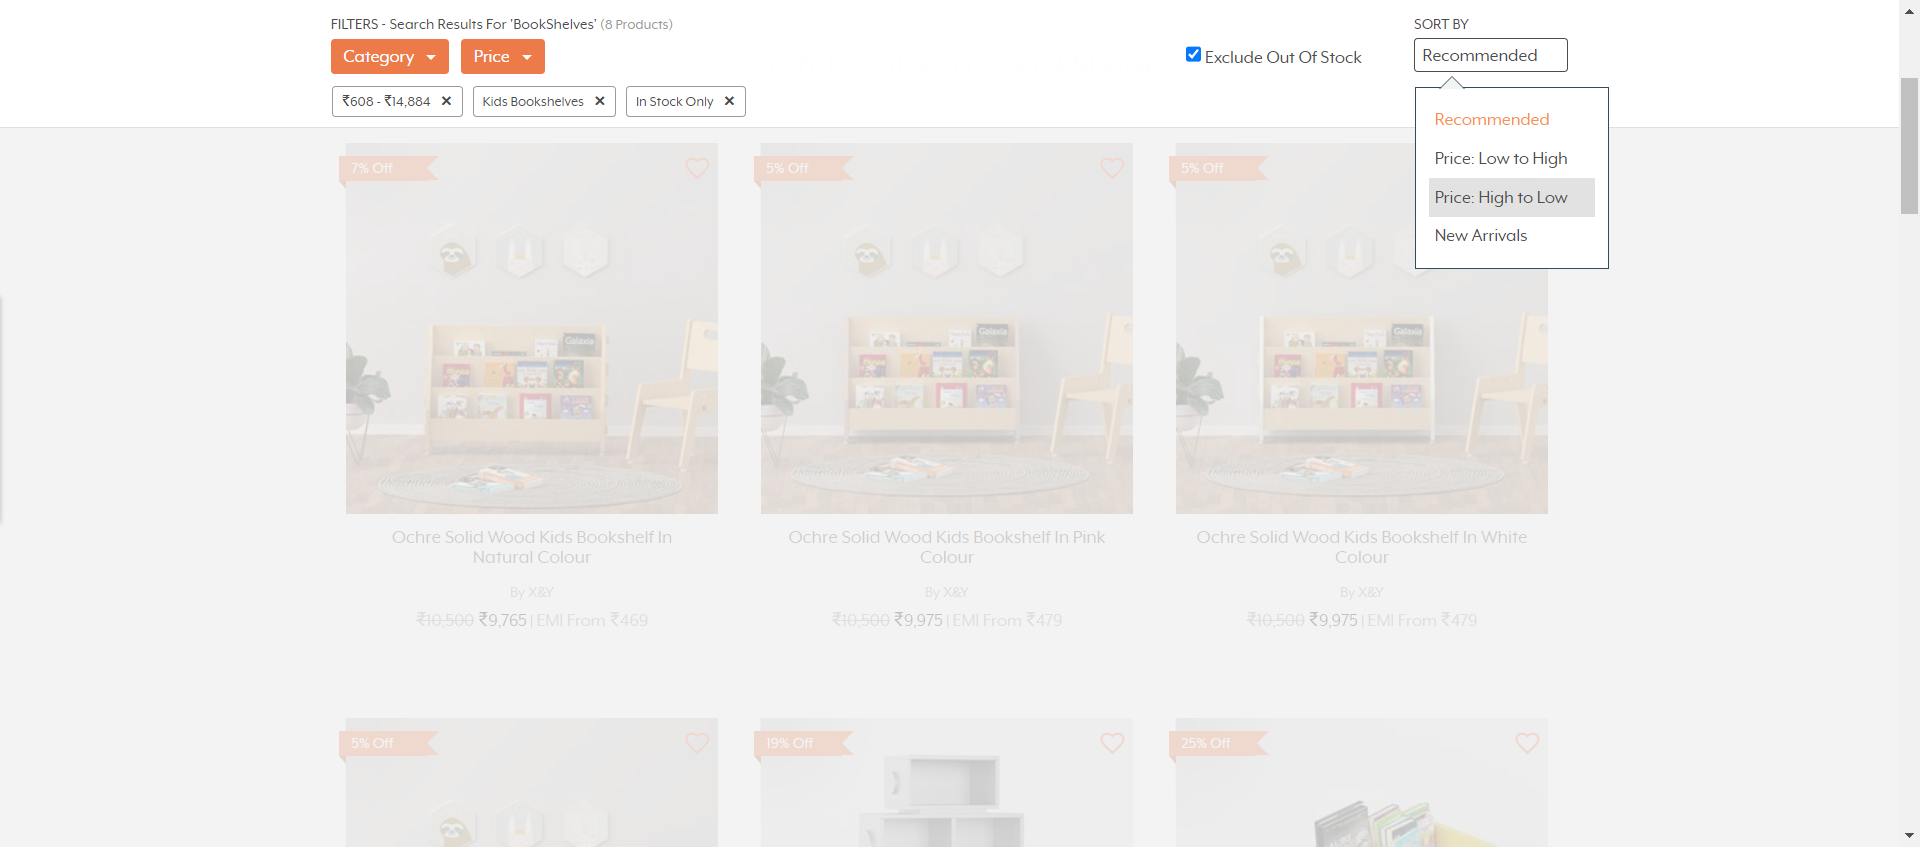 FILTERS - Search Results For 'BookShelves' (8 Products)
SORT BY
Category
Price
Exclude Out Of Stock
Recommended
₹608 - ₹14,884 ✕
Kids Bookshelves ✕
In Stock Only ✕
Recommended
Price: Low to High
Price: High to Low
New Arrivals
7% Off
5% Off
5% Off
Galaxia
Galaxia
Galaxia
Ochre Solid Wood Kids Bookshelf In
Natural Colour
By X&Y
₹10,500 ₹9,765 | EMI From ₹469
Ochre Solid Wood Kids Bookshelf In Pink
Colour
By X&Y
₹10,500 ₹9,975 | EMI From ₹479
Ochre Solid Wood Kids Bookshelf In White
Colour
By X&Y
₹10,500 ₹9,975 | EMI From ₹479
5% Off
19% Off
25% Off